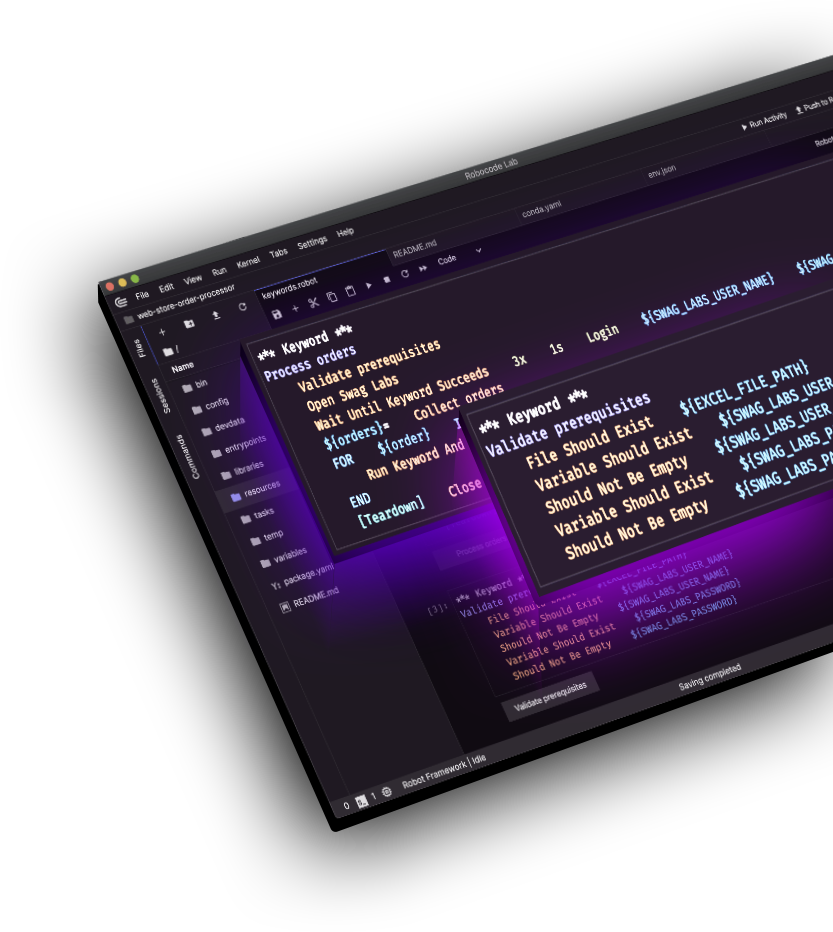 Robocode Lab
File Edit View Run Kernel Tabs Settings Help
Run Activity Push to
web-store-order-processor
keywords.robot README.md conda.yaml env.json
Code
Files
Sessions
Commands
/
Name
bin
config
devdata
entrypoints
libraries
resources
tasks
temp
variables
package.yaml
README.md
*** Keyword ***
Process orders
Validate prerequisites
Open Swag Labs
Wait Until Keyword Succeeds 3x 1s Login ${SWAG_LABS_USER_NAME} ${SWAG_
${orders}= Collect orders
FOR ${order}
Run Keyword And
END
[Teardown] Close
*** Keyword ***
Validate prerequisites
File Should Exist ${EXCEL_FILE_PATH}
Variable Should Exist ${SWAG_LABS_USER
Should Not Be Empty ${SWAG_LABS_USER
Variable Should Exist ${SWAG_LABS_P
Should Not Be Empty ${SWAG_LABS_PA
Process orders
[3]: *** Keyword
Validate prer
File Should Exist ${EXCEL_FILE_PATH}
Variable Should Exist ${SWAG_LABS_USER_NAME}
Should Not Be Empty ${SWAG_LABS_USER_NAME}
Variable Should Exist ${SWAG_LABS_PASSWORD}
Should Not Be Empty ${SWAG_LABS_PASSWORD}
Validate prerequisites
Saving completed
0 1 Robot Framework | Idle